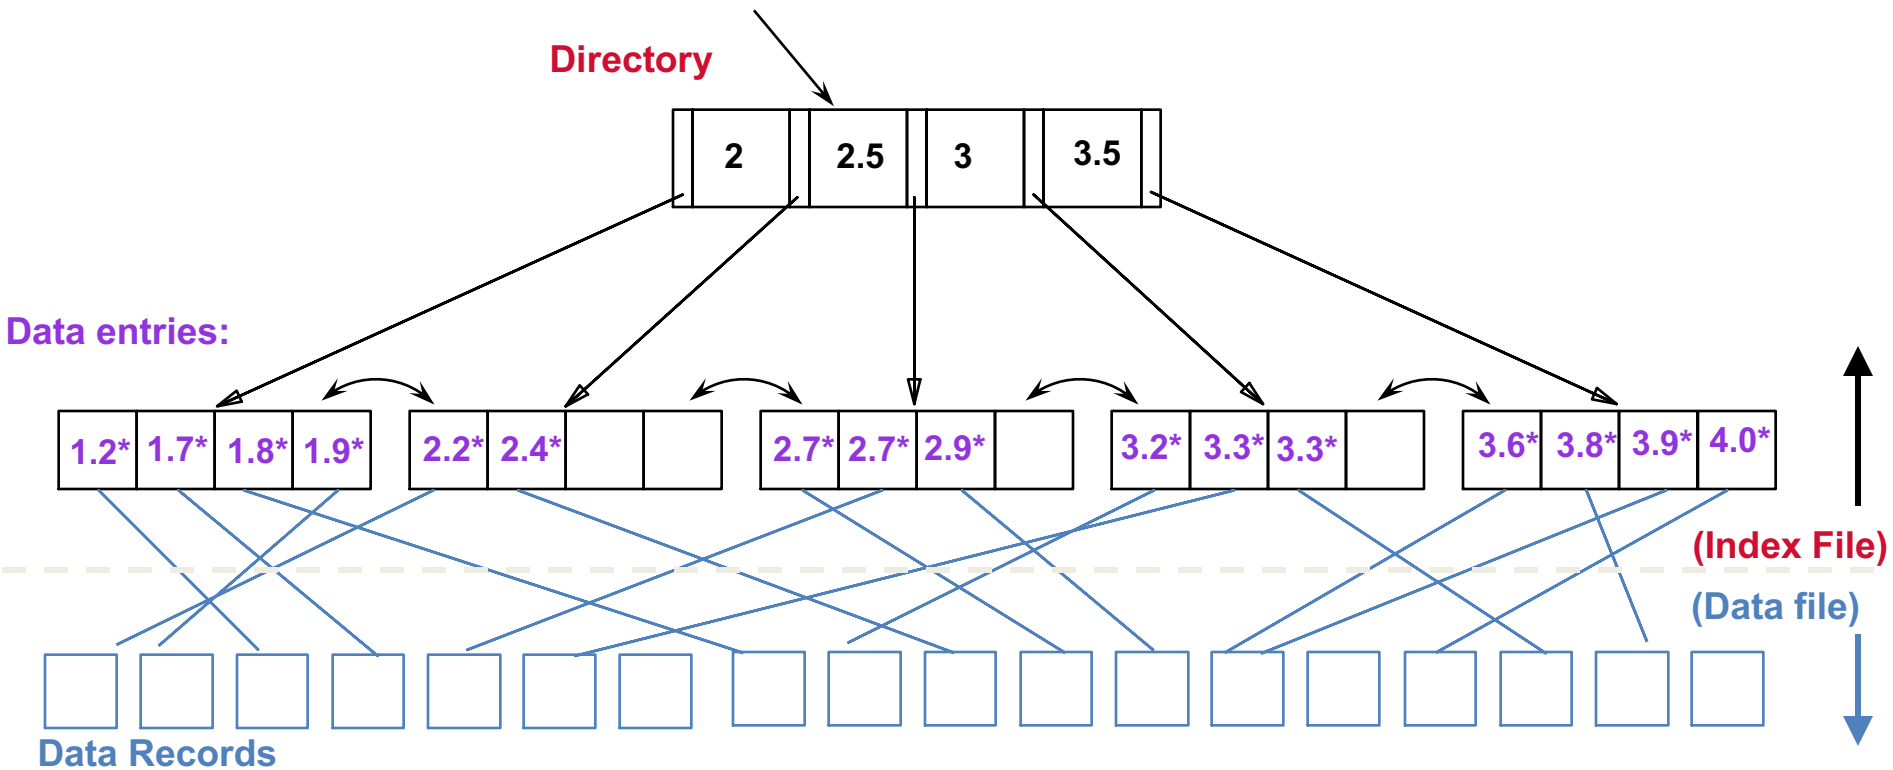 Directory
2 2.5 3 3.5
Data entries:
1.2* 1.7* 1.8* 1.9* 2.2* 2.4* 2.7* 2.7* 2.9* 3.2* 3.3* 3.3* 3.6* 3.8* 3.9* 4.0*
(Index File)
(Data file)
Data Records